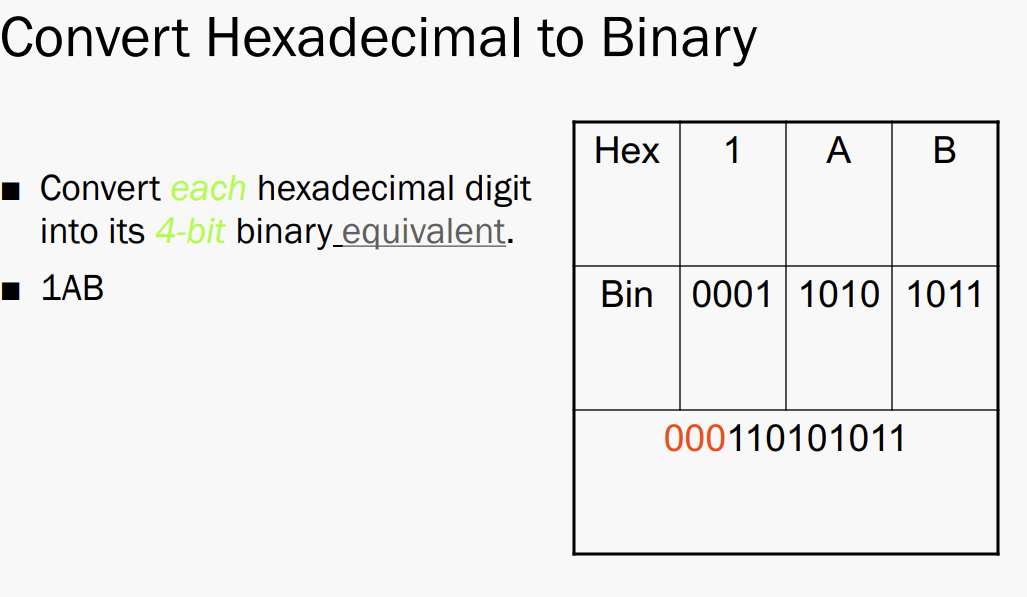 Convert Hexadecimal to Binary
■ Convert each hexadecimal digit
into its 4-bit binary equivalent.
■ 1AB
Hex 1 A B
Bin 0001 1010 1011
000110101011